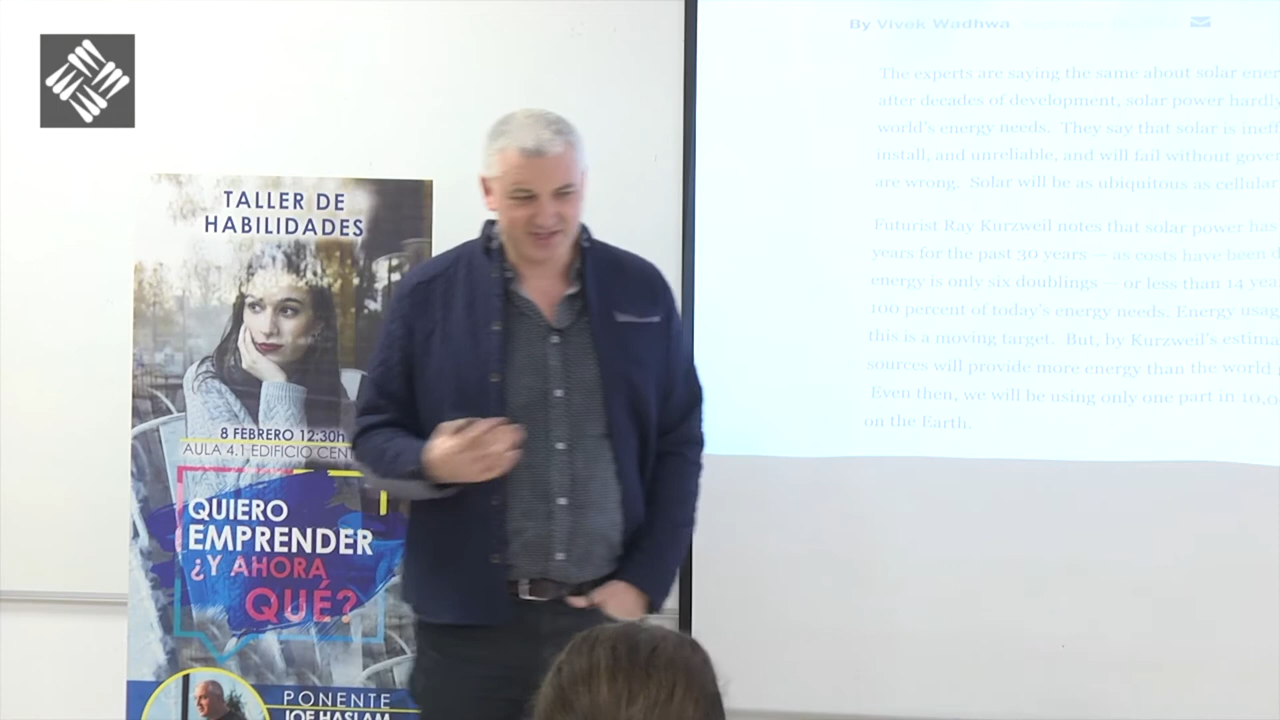 TALLER DE
HABILIDADES
8 FEBRERO 12:30h
AULA 4.1 EDIFICIO CENT
QUIERO
EMPRENDER
¿Y AHORA
QUÉ?
PONENTE
JOE HASLAM
By Vivek Wadhwa
The experts are saying the same about solar ener
after decades of development, solar power hardly
world's energy needs. They say that solar is ineff
install, and unreliable, and will fail without gover
are wrong. Solar will be as ubiquitous as cellular
Futurist Ray Kurzweil notes that solar power has
years for the past 30 years — as costs have been d
energy is only six doublings — or less than 14 year
100 percent of today's energy needs. Energy usag
this is a moving target. But, by Kurzweil's estima
sources will provide more energy than the world
Even then, we will be using only one part in 10,0
on the Earth.